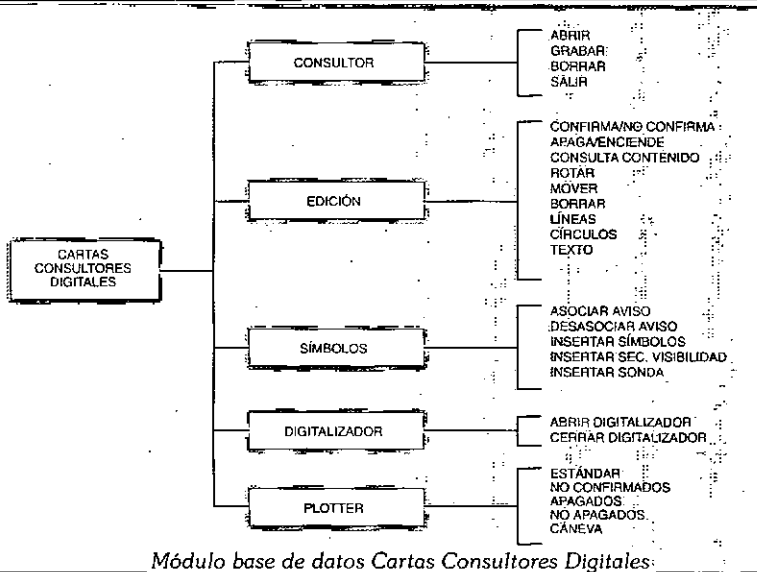 CONSULTOR
ABRIR
GRABAR
BORRAR
SALIR
EDICIÓN
CONFIRMA/NO CONFIRMA
APAGA/ENCIENDE
CONSULTA CONTENIDO
ROTAR
MOVER
BORRAR
LÍNEAS
CÍRCULOS
TEXTO
CARTAS
CONSULTORES
DIGITALES
SÍMBOLOS
ASOCIAR AVISO
DESASOCIAR AVISO
INSERTAR SÍMBOLOS
INSERTAR SEC. VISIBILIDAD
INSERTAR SONDA
DIGITALIZADOR
ABRIR DIGITALIZADOR
CERRAR DIGITALIZADOR
PLOTTER
ESTÁNDAR
NO CONFIRMADOS
APAGADOS
NO APAGADOS
CÁNEVA
Módulo base de datos Cartas Consultores Digitales